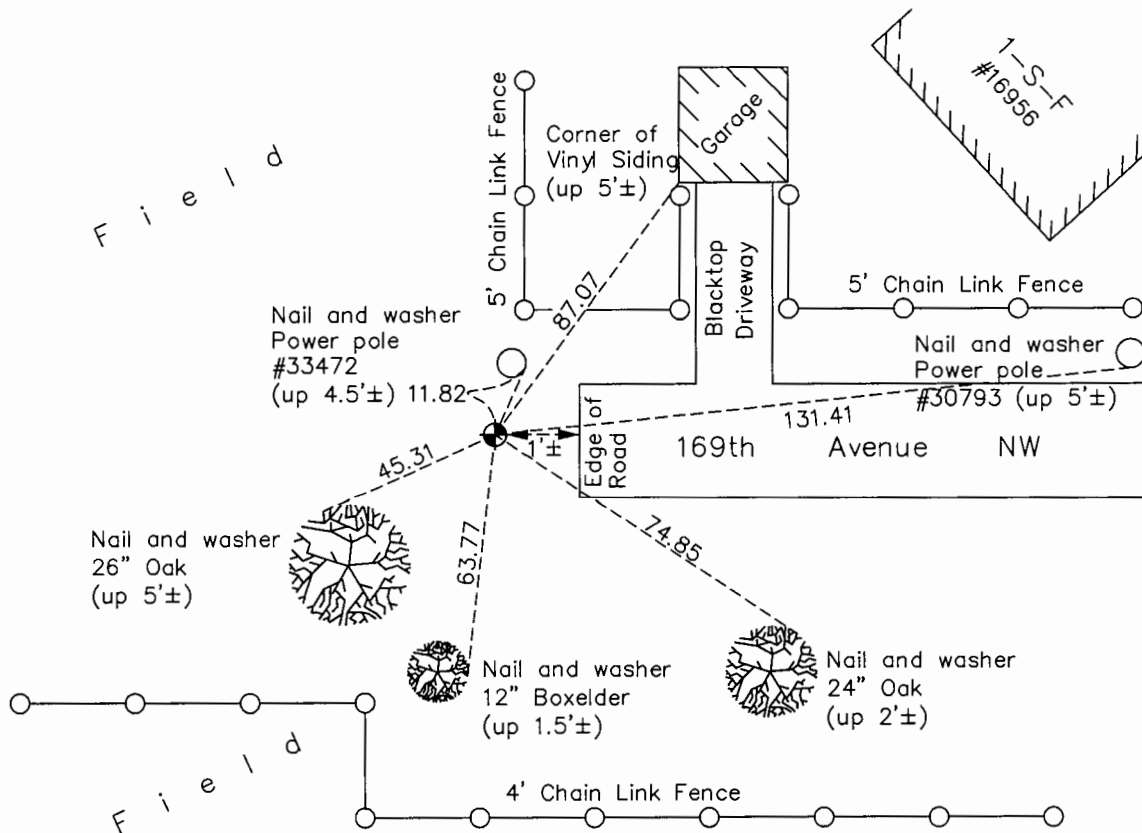 1-S-F
#16956
Garage
5' Chain Link Fence
Corner of
Vinyl Siding
(up 5'±)
Field
Blacktop
Driveway
5' Chain Link Fence
87.07
Nail and washer
Power pole
#33472
(up 4.5'±) 11.82
Nail and washer
Power pole
#30793 (up 5'±)
131.41
1'±
Edge of
Road
169th Avenue NW
45.31
63.77
74.85
Nail and washer
26" Oak
(up 5'±)
Nail and washer
12" Boxelder
(up 1.5'±)
Nail and washer
24" Oak
(up 2'±)
Field
4' Chain Link Fence